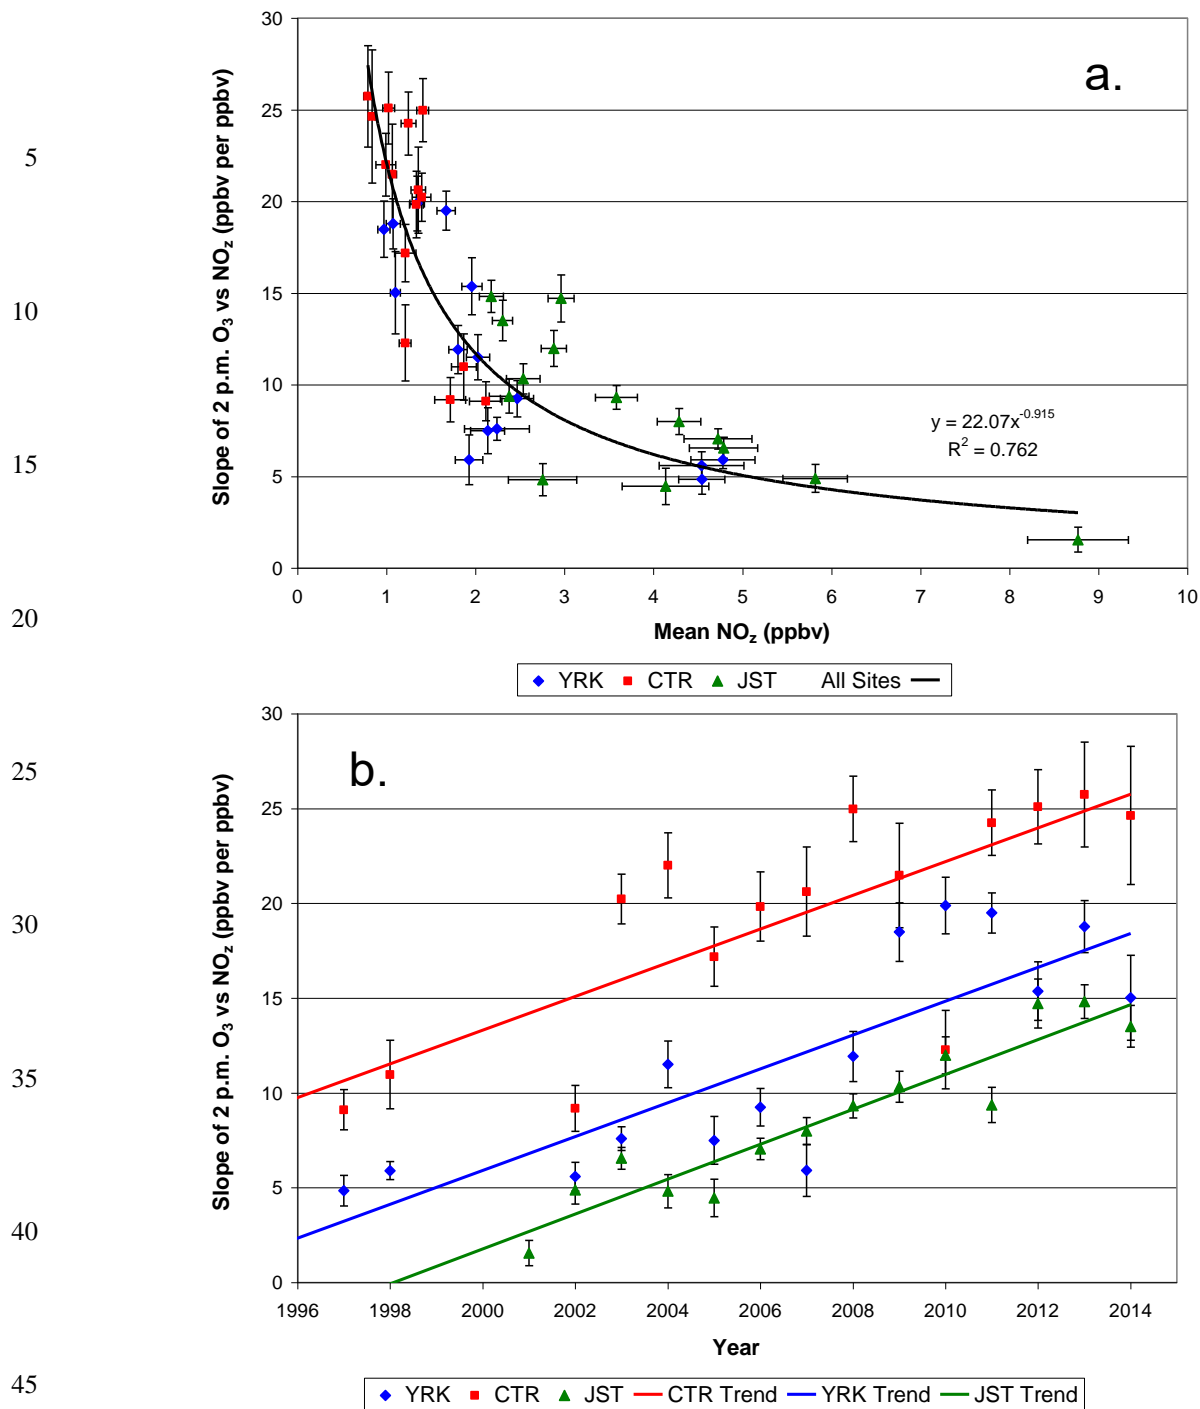 30
25
20
15
10
5
0
Slope of 2 p.m. O3 vs NOz (ppbv per ppbv)
a.
y = 22.07x^-0.915
R^2 = 0.762
0 1 2 3 4 5 6 7 8 9 10
Mean NOz (ppbv)
YRK CTR JST All Sites
30
25
20
15
10
5
0
Slope of 2 p.m. O3 vs NOz (ppbv per ppbv)
b.
1996 1998 2000 2002 2004 2006 2008 2010 2012 2014
Year
YRK CTR JST CTR Trend YRK Trend JST Trend
5
10
15
20
25
30
35
40
45